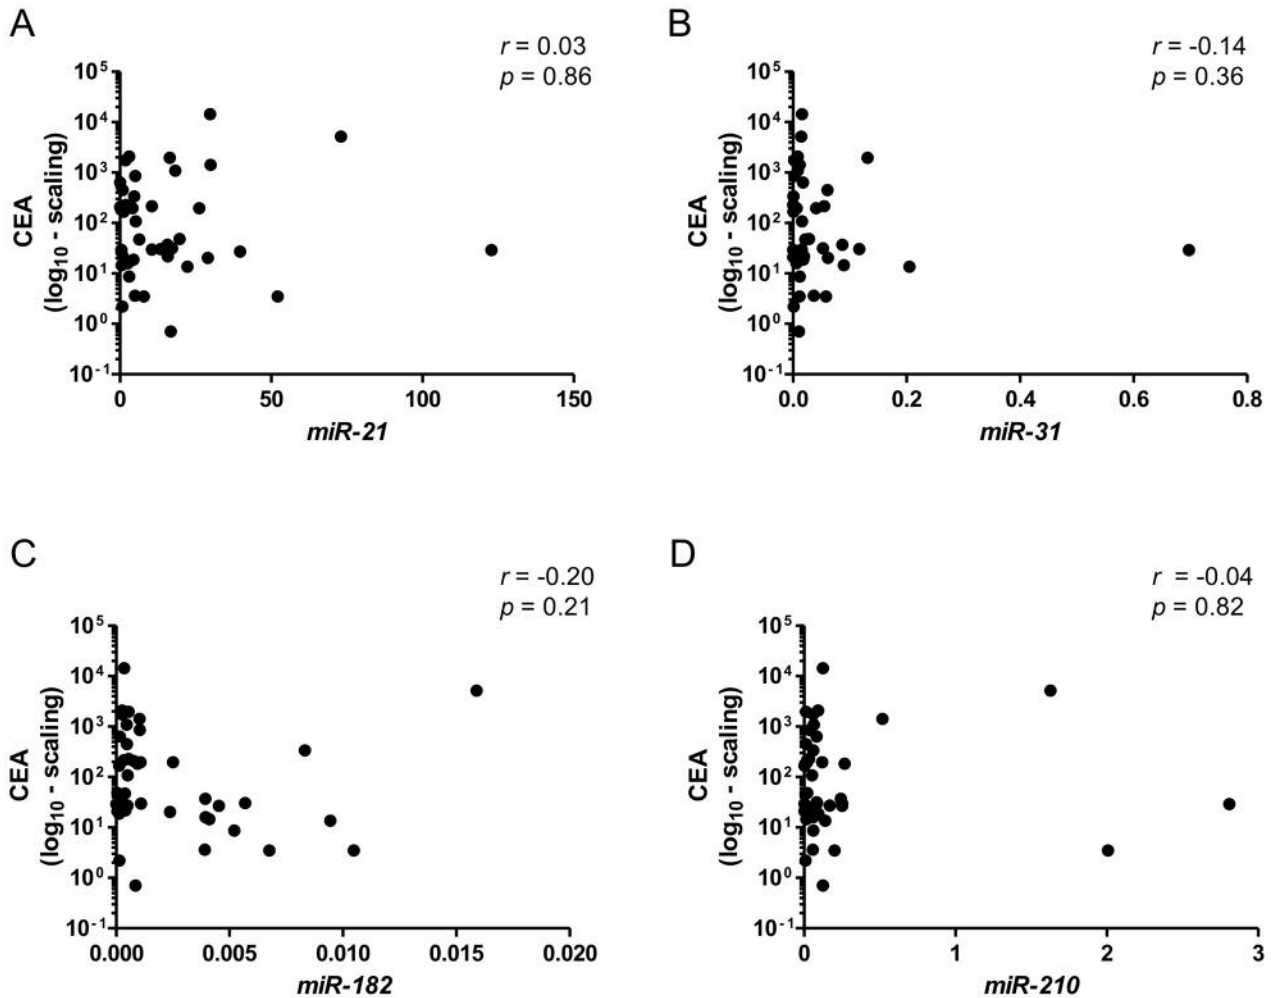 A
r = 0.03
p = 0.86
10⁵
10⁴
10³
10²
10¹
10⁰
10⁻¹
CEA
(log₁₀ - scaling)
0 50 100 150
miR-21
B
r = -0.14
p = 0.36
10⁵
10⁴
10³
10²
10¹
10⁰
10⁻¹
CEA
(log₁₀ - scaling)
0.0 0.2 0.4 0.6 0.8
miR-31
C
r = -0.20
p = 0.21
10⁵
10⁴
10³
10²
10¹
10⁰
10⁻¹
CEA
(log₁₀ - scaling)
0.000 0.005 0.010 0.015 0.020
miR-182
D
r = -0.04
p = 0.82
10⁵
10⁴
10³
10²
10¹
10⁰
10⁻¹
CEA
(log₁₀ - scaling)
0 1 2 3
miR-210